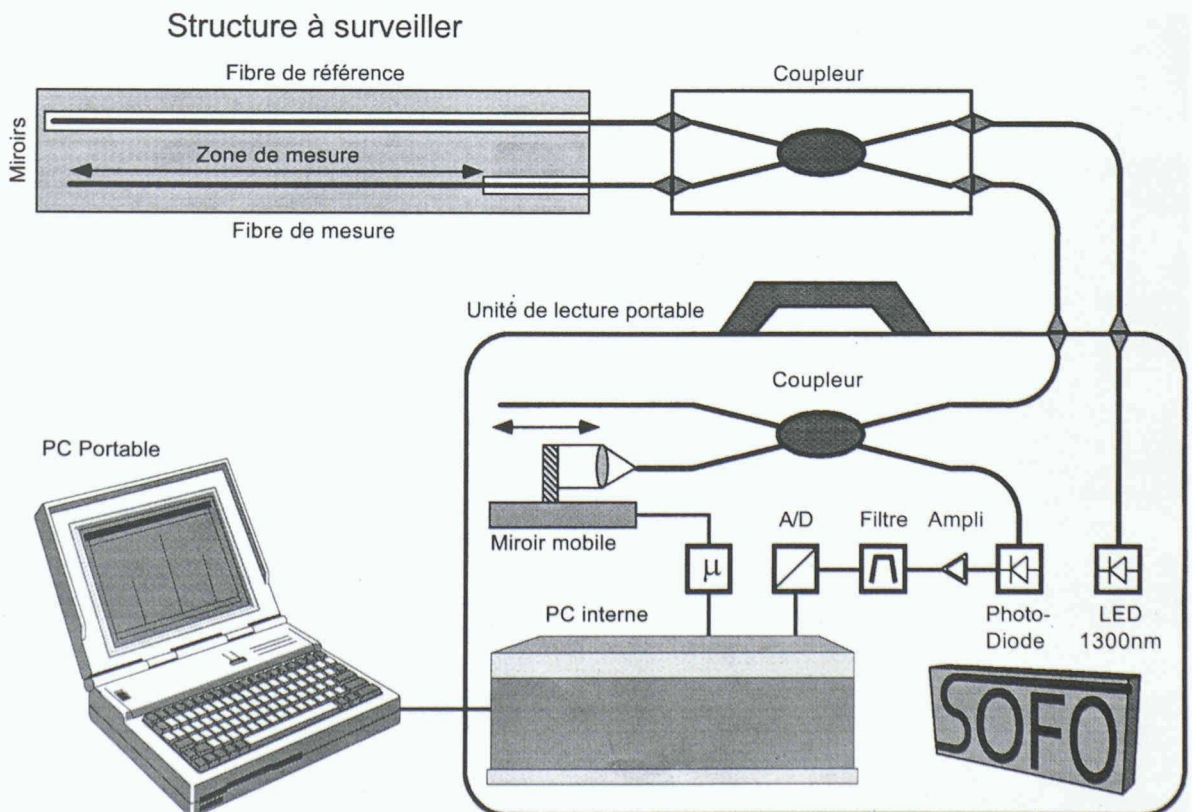 Structure à surveiller
Fibre de référence
Coupleur
Miroirs
Zone de mesure
Fibre de mesure
Unité de lecture portable
Coupleur
PC Portable
Miroir mobile
A/D
Filtre
Ampli
µ
PC interne
Photo-
Diode
LED
1300nm
SOFO